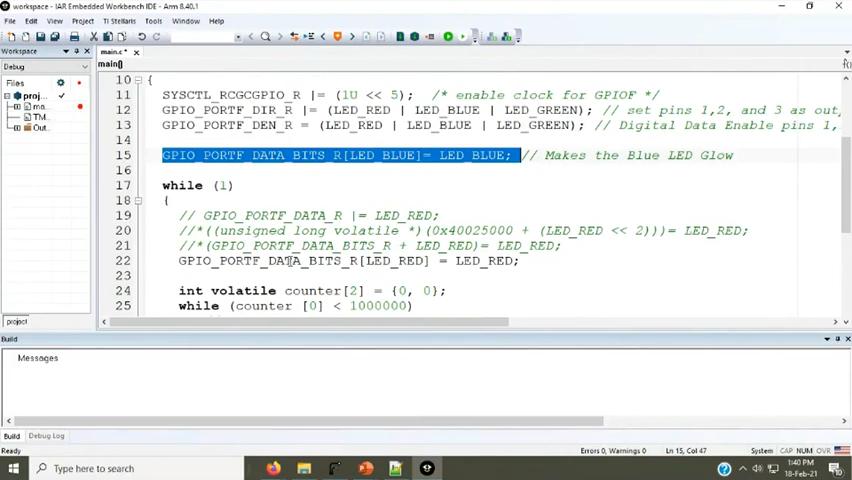 workspace - IAR Embedded Workbench IDE - Arm 8.40.1
File Edit View Project TI Stellaris Tools Window Help
Workspace
main.c *
main()
Debug
Files
proj...
ma...
TM...
Out...
10 {
11 SYSCTL_RCGCGPIO_R |= (1U << 5); /* enable clock for GPIOF */
12 GPIO_PORTF_DIR_R |= (LED_RED | LED_BLUE | LED_GREEN); // set pins 1,2, and 3 as out
13 GPIO_PORTF_DEN_R = (LED_RED | LED_BLUE | LED_GREEN); // Digital Data Enable pins 1,
14
15 GPIO_PORTF_DATA_BITS_R[LED_BLUE]= LED_BLUE; // Makes the Blue LED Glow
16
17 while (1)
18 {
19 // GPIO_PORTF_DATA_R |= LED_RED;
20 //*((unsigned long volatile *)(0x40025000 + (LED_RED << 2)))= LED_RED;
21 //*(GPIO_PORTF_DATA_BITS_R + LED_RED)= LED_RED;
22 GPIO_PORTF_DATA_BITS_R[LED_RED] = LED_RED;
23
24 int volatile counter[2] = {0, 0};
25 while (counter [0] < 1000000)
project
Build
Messages
Build Debug Log
Ready Errors 0, Warnings 0 Ln 15, Col 47 System CAP NUM OVR
Type here to search
1:40 PM
18-Feb-21